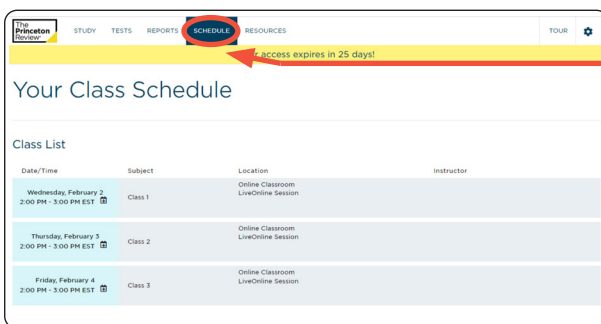 The
Princeton
Review
STUDY TESTS REPORTS SCHEDULE RESOURCES TOUR
access expires in 25 days!
Your Class Schedule
Class List
Date/Time Subject Location Instructor
Wednesday, February 2
2:00 PM - 3:00 PM EST
Class 1
Online Classroom
LiveOnline Session
Thursday, February 3
2:00 PM - 3:00 PM EST
Class 2
Online Classroom
LiveOnline Session
Friday, February 4
2:00 PM - 3:00 PM EST
Class 3
Online Classroom
LiveOnline Session